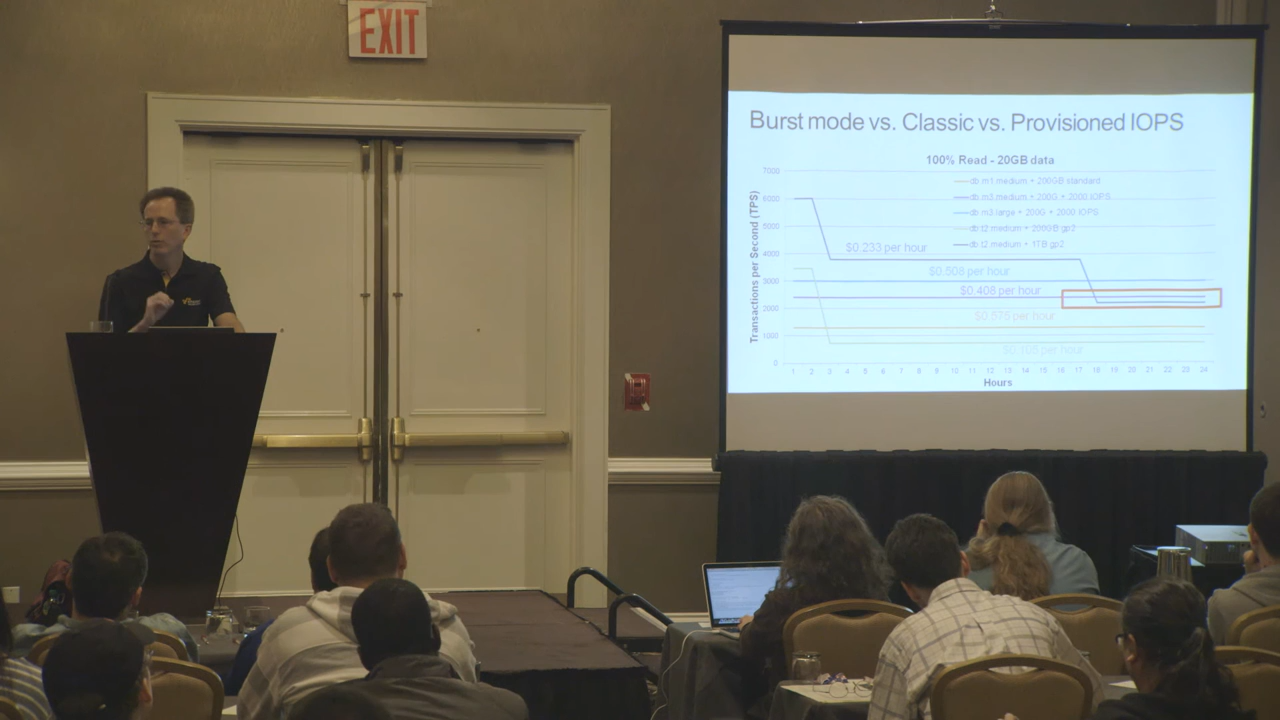 EXIT
Burst mode vs. Classic vs. Provisioned IOPS
100% Read - 20GB data
Transactions per Second (TPS)
7000
6000
5000
4000
3000
2000
1000
0
db.m1.medium + 200GB standard
db.m3.medium + 200G + 2000 IOPS
db.m3.large + 200G + 2000 IOPS
db.t2.medium + 200GB gp2
db.t2.medium + 1TB gp2
$0.233 per hour
$0.508 per hour
$0.408 per hour
$0.575 per hour
$0.105 per hour
1 2 3 4 5 6 7 8 9 10 11 12 13 14 15 16 17 18 19 20 21 22 23 24
Hours